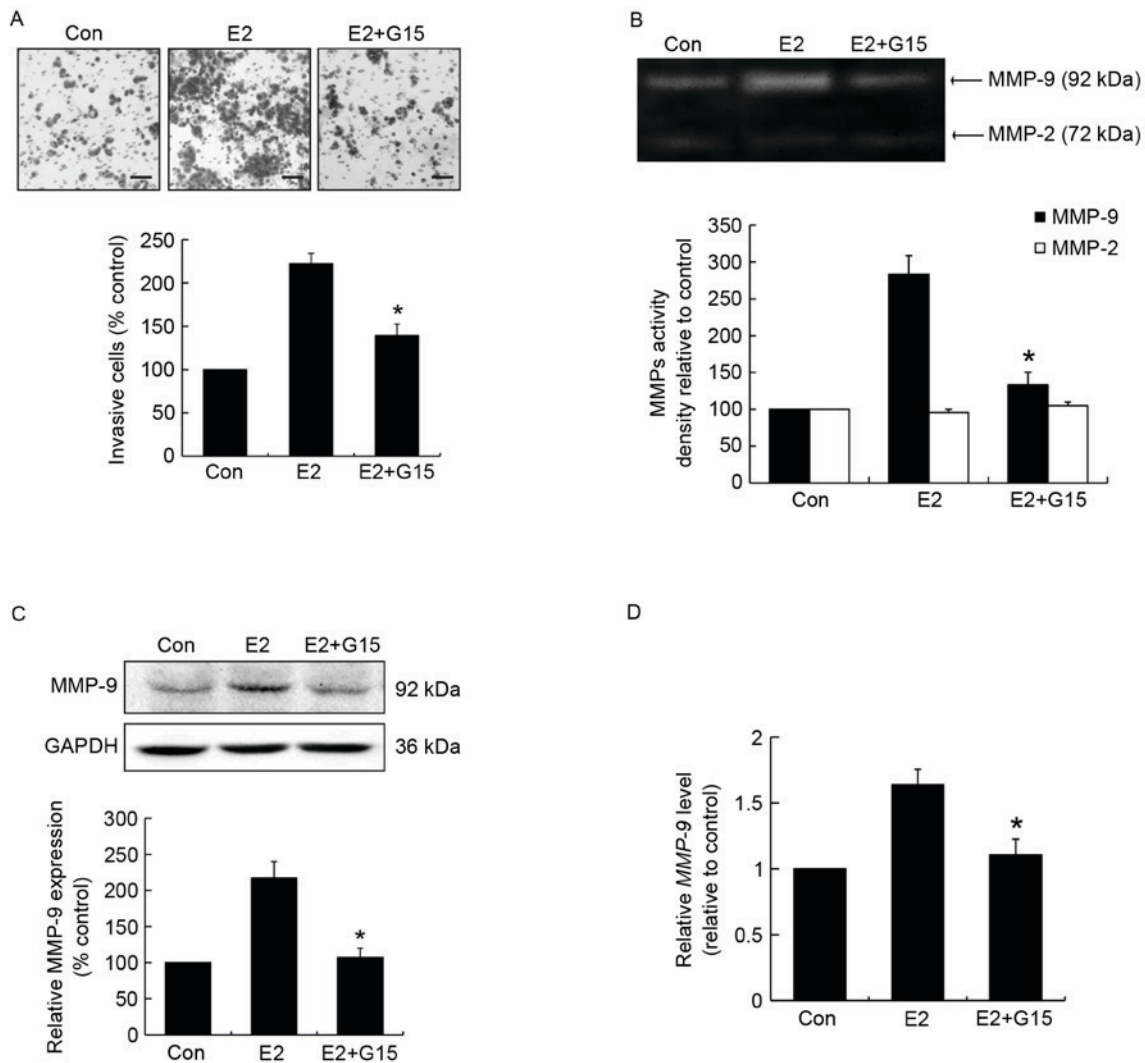 A
Con E2 E2+G15
Invasive cells (% control)
250
200
150
100
50
0
*
Con E2 E2+G15
B
Con E2 E2+G15
MMP-9 (92 kDa)
MMP-2 (72 kDa)
MMP-9
MMP-2
MMPs activity
density relative to control
350
300
250
200
150
100
50
0
*
Con E2 E2+G15
C
Con E2 E2+G15
MMP-9 92 kDa
GAPDH 36 kDa
Relative MMP-9 expression
(% control)
300
250
200
150
100
50
0
*
Con E2 E2+G15
D
Relative MMP-9 level
(relative to control)
2
1.5
1
0.5
0
*
Con E2 E2+G15